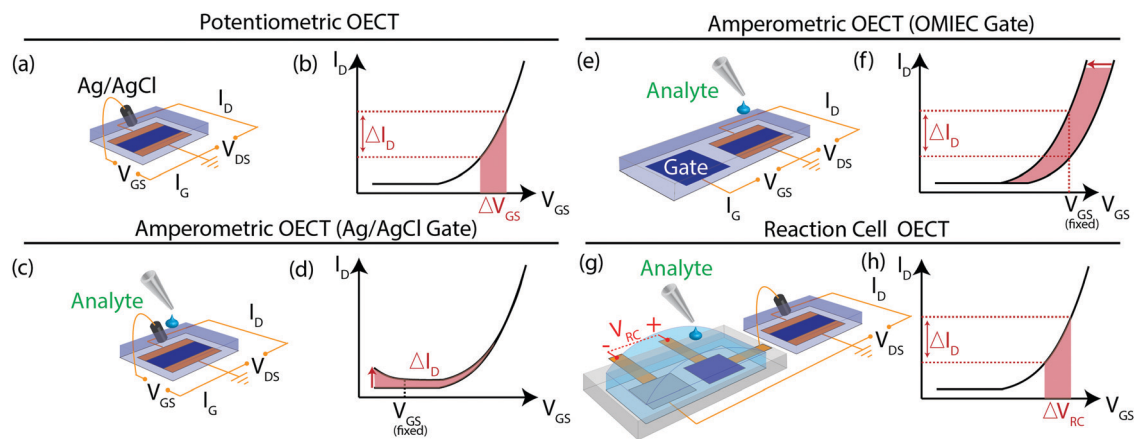 Potentiometric OECT
(a)
Ag/AgCl
I_D
V_DS
V_GS
I_G
(b)
I_D
ΔI_D
ΔV_GS
V_GS
Amperometric OECT (Ag/AgCl Gate)
(c)
Analyte
I_D
V_DS
V_GS
I_G
(d)
I_D
ΔI_D
V_GS
(fixed)
V_GS
Amperometric OECT (OMIEC Gate)
(e)
Analyte
I_D
V_DS
Gate
I_G
V_GS
(f)
I_D
ΔI_D
V_GS
(fixed)
V_GS
Reaction Cell OECT
(g)
Analyte
- V_RC +
I_D
V_DS
(h)
I_D
ΔI_D
ΔV_RC
V_GS